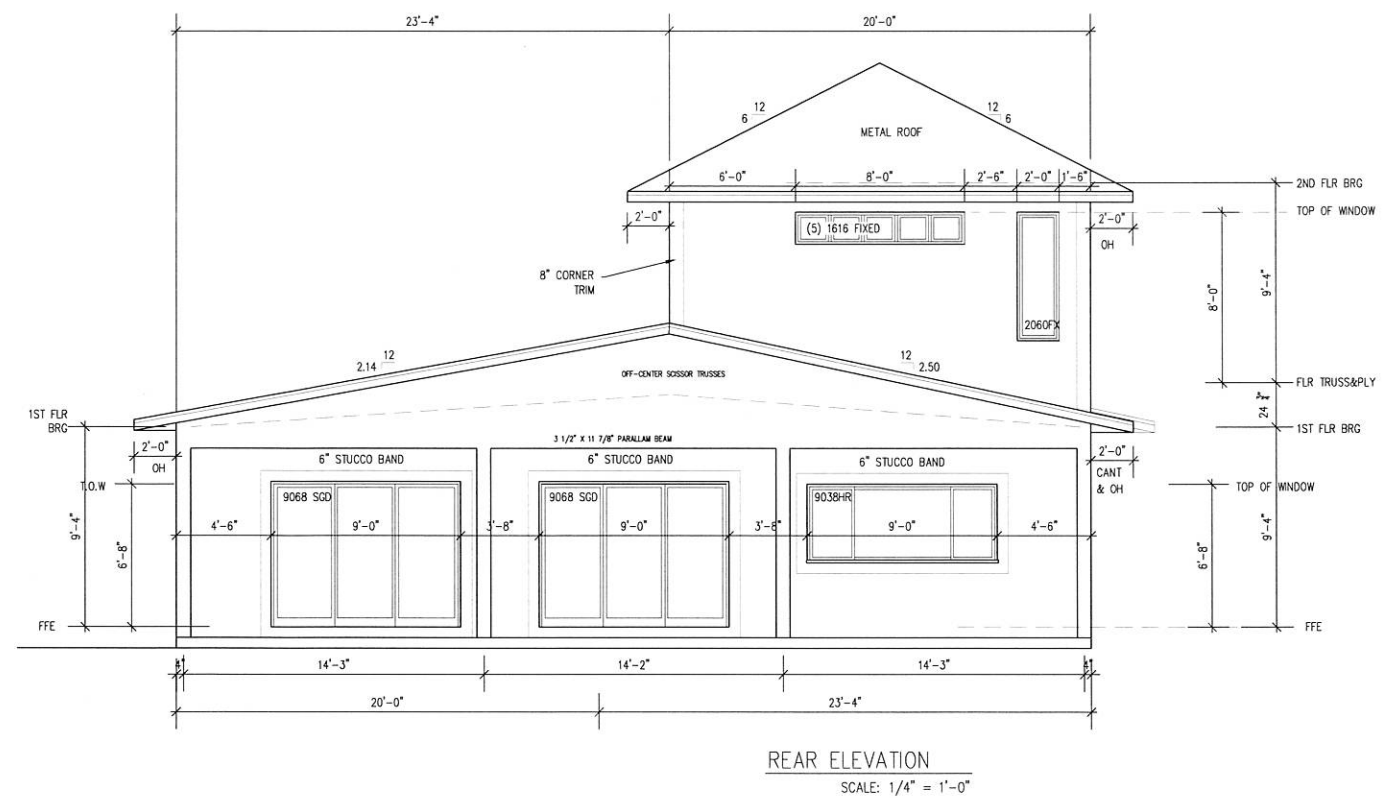 23'-4"
20'-0"
12
6
12
6
METAL ROOF
6'-0"
8'-0"
2'-6"
2'-0"
1'-6"
2ND FLR BRG
TOP OF WINDOW
2'-0"
(5) 1616 FIXED
2'-0"
OH
8" CORNER
TRIM
8'-0"
9'-4"
2060FX
12
2.14
12
2.50
OFF-CENTER SCISSOR TRUSSES
FLR TRUSS&PLY
24 3/4
1ST FLR
BRG
1ST FLR BRG
3 1/2" X 11 7/8" PARALLAM BEAM
2'-0"
OH
6" STUCCO BAND
6" STUCCO BAND
6" STUCCO BAND
2'-0"
CANT
& OH
T.O.W
TOP OF WINDOW
9068 SGD
9068 SGD
9038HR
4'-6"
9'-0"
3'-8"
9'-0"
3'-8"
9'-0"
4'-6"
9'-4"
6'-8"
6'-8"
9'-4"
FFE
FFE
4"
14'-3"
14'-2"
14'-3"
4"
20'-0"
23'-4"
REAR ELEVATION
SCALE: 1/4" = 1'-0"